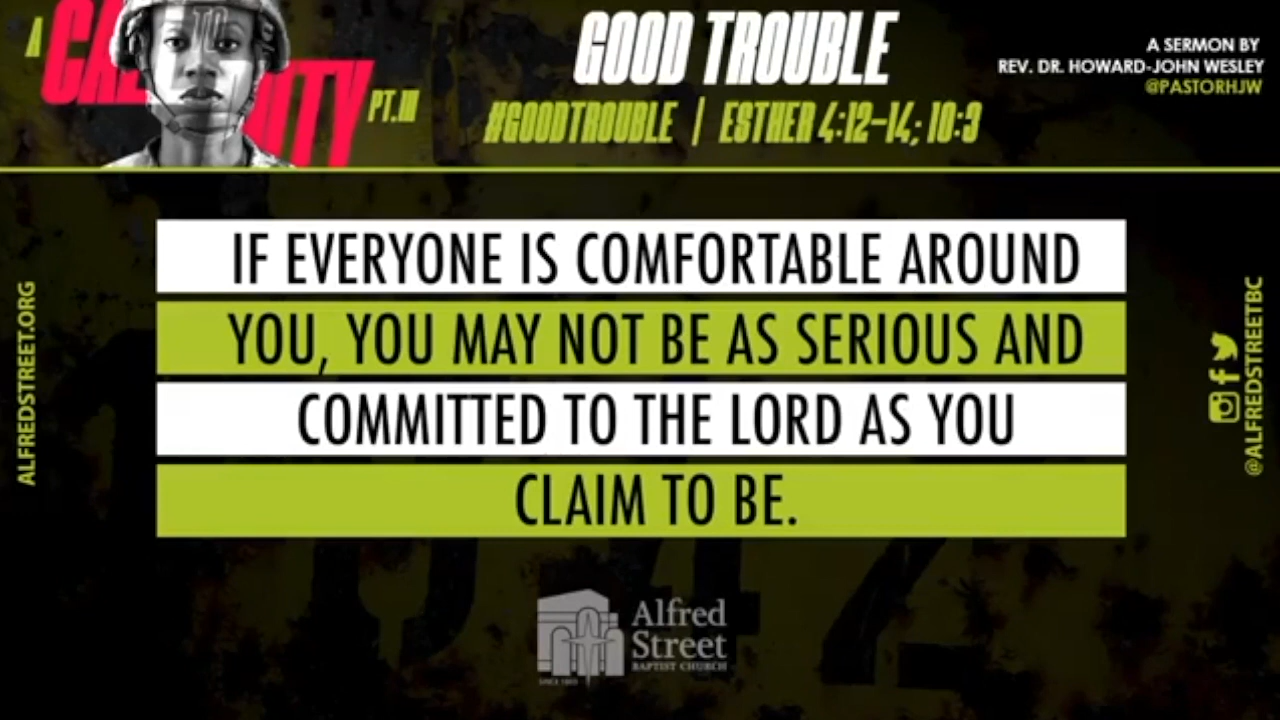 A
TO
PT.III
GOOD TROUBLE
#GOODTROUBLE | ESTHER 4:12-14; 10:3
A SERMON BY
REV. DR. HOWARD-JOHN WESLEY
@PASTORHJW
ALFREDSTREET.ORG
IF EVERYONE IS COMFORTABLE AROUND
YOU, YOU MAY NOT BE AS SERIOUS AND
COMMITTED TO THE LORD AS YOU
CLAIM TO BE.
@ALFREDSTREETBC
Alfred
Street
BAPTIST CHURCH